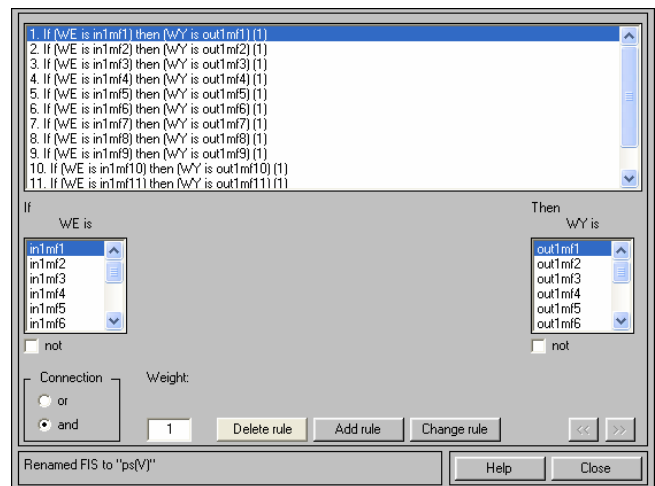 1. If (WE is in1mf1) then (WY is out1mf1) (1)
2. If (WE is in1mf2) then (WY is out1mf2) (1)
3. If (WE is in1mf3) then (WY is out1mf3) (1)
4. If (WE is in1mf4) then (WY is out1mf4) (1)
5. If (WE is in1mf5) then (WY is out1mf5) (1)
6. If (WE is in1mf6) then (WY is out1mf6) (1)
7. If (WE is in1mf7) then (WY is out1mf7) (1)
8. If (WE is in1mf8) then (WY is out1mf8) (1)
9. If (WE is in1mf9) then (WY is out1mf9) (1)
10. If (WE is in1mf10) then (WY is out1mf10) (1)
11. If (WE is in1mf11) then (WY is out1mf11) (1)
If
WE is
in1mf1
in1mf2
in1mf3
in1mf4
in1mf5
in1mf6
not
Then
WY is
out1mf1
out1mf2
out1mf3
out1mf4
out1mf5
out1mf6
not
Connection
or
and
Weight:
1
Delete rule Add rule Change rule << >>
Renamed FIS to "ps(V)"
Help Close